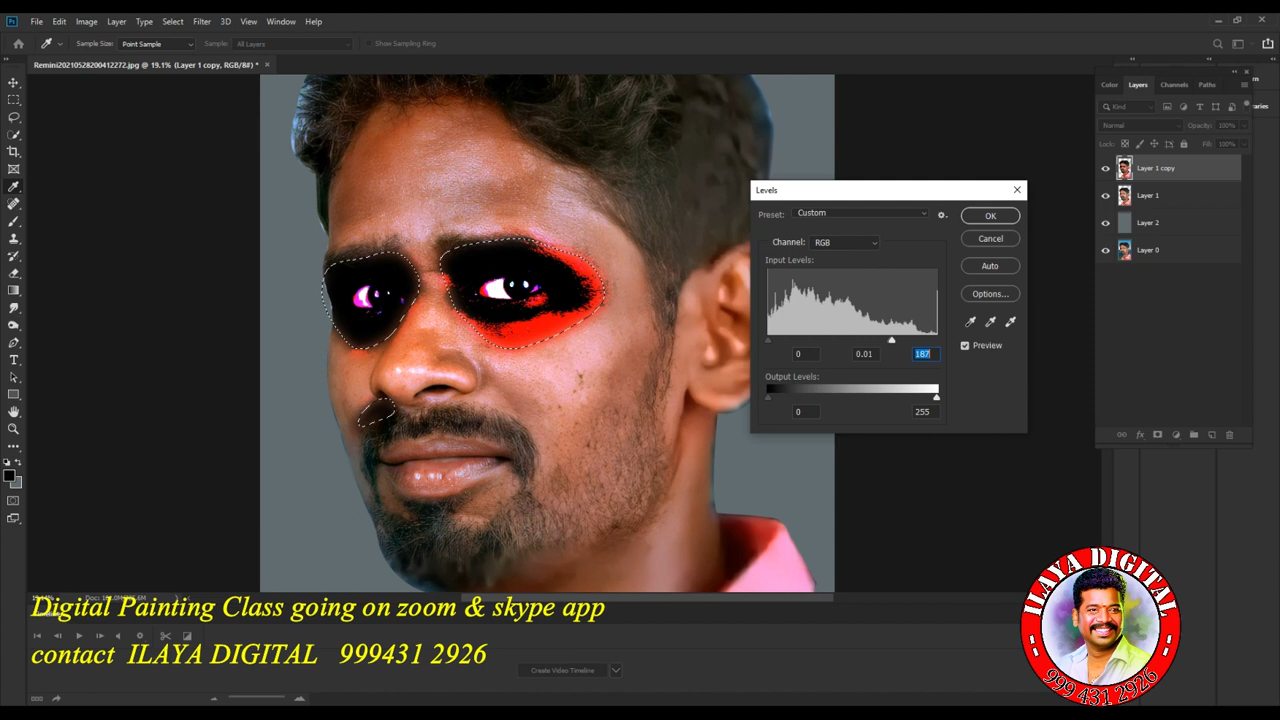 Ps File Edit Image Layer Type Select Filter 3D View Window Help
Sample Size: Point Sample Sample: All Layers Show Sampling Ring
Remini20210528200412272.jpg @ 19.1% (Layer 1 copy, RGB/8#) *
Color Layers Channels Paths
Kind
Normal Opacity: 100%
Lock: Fill: 100%
Layer 1 copy
Layer 1
Layer 2
Layer 0
Levels
Preset: Custom
OK
Channel: RGB
Cancel
Input Levels:
Auto
Options...
Preview
0 0.01 187
Output Levels:
0 255
Digital Painting Class going on zoom & skype app
contact ILAYA DIGITAL 999431 2926
Create Video Timeline
ILAYA DIGITAL
999 431 2926